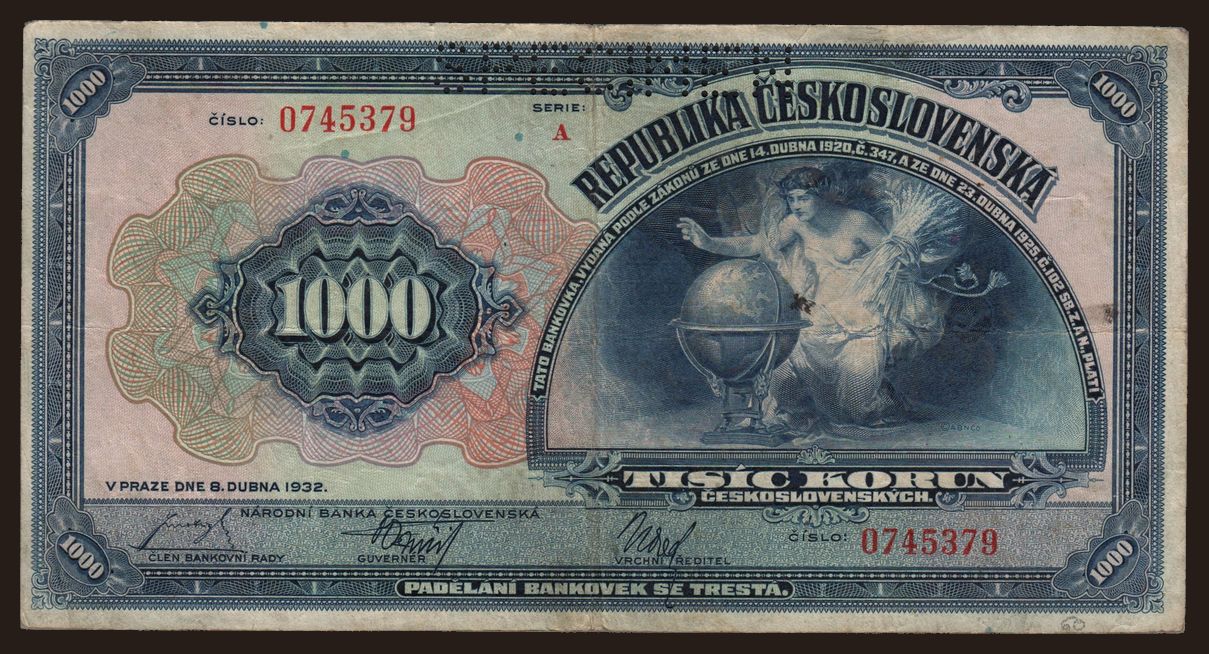 1000
1000
ČÍSLO: 0745379
SERIE:
A
REPUBLIKA ČESKOSLOVENSKÁ
TATO BANKOVKA, VYDANÁ PODLE ZÁKONŮ ZE DNE 14. DUBNA 1920, Č. 347, A ZE DNE 23. DUBNA 1925, Č. 102 SB. Z. A N., PLATÍ
1000
©ABNCO
TISÍC KORUN
ČESKOSLOVENSKÝCH.
V PRAZE DNE 8. DUBNA 1932.
NÁRODNÍ BANKA ČESKOSLOVENSKÁ
ČÍSLO: 0745379
ČLEN BANKOVNÍ RADY
GUVERNÉR
VRCHNÍ ŘEDITEL
1000
1000
PADĚLÁNÍ BANKOVEK SE TRESTÁ.